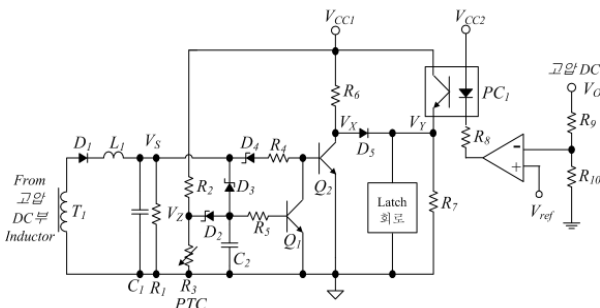 V_CC1
V_CC2
고압 DC
V_O
R_6
PC_1
R_9
D_1
L_1
V_S
D_4
R_4
V_X
V_Y
D_5
R_8
-
+
R_10
From
고압
DC부
Inductor
T_1
R_2
D_3
Q_2
V_Z
D_2
R_5
Q_1
Latch
회로
R_7
V_ref
C_1
R_1
R_3
C_2
PTC